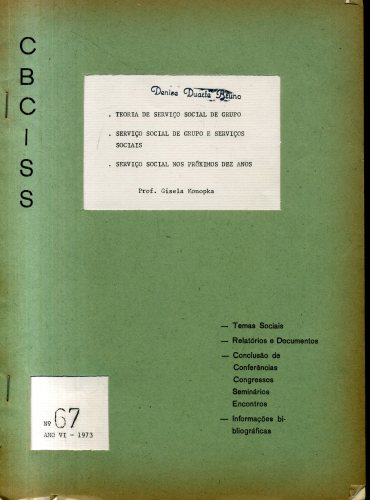 CBCISS
Denise Duarte Bruno
. TEORIA DE SERVIÇO SOCIAL DE GRUPO
. SERVIÇO SOCIAL DE GRUPO E SERVIÇOS
SOCIAIS
. SERVIÇO SOCIAL NOS PRÓXIMOS DEZ ANOS
Prof. Gisela Konopka
— Temas Sociais
— Relatórios e Documentos
— Conclusão de
Conferências
Congressos
Seminários
Encontros
— Informações bi-
bliográficas
Nº 67
ANO VI - 1973